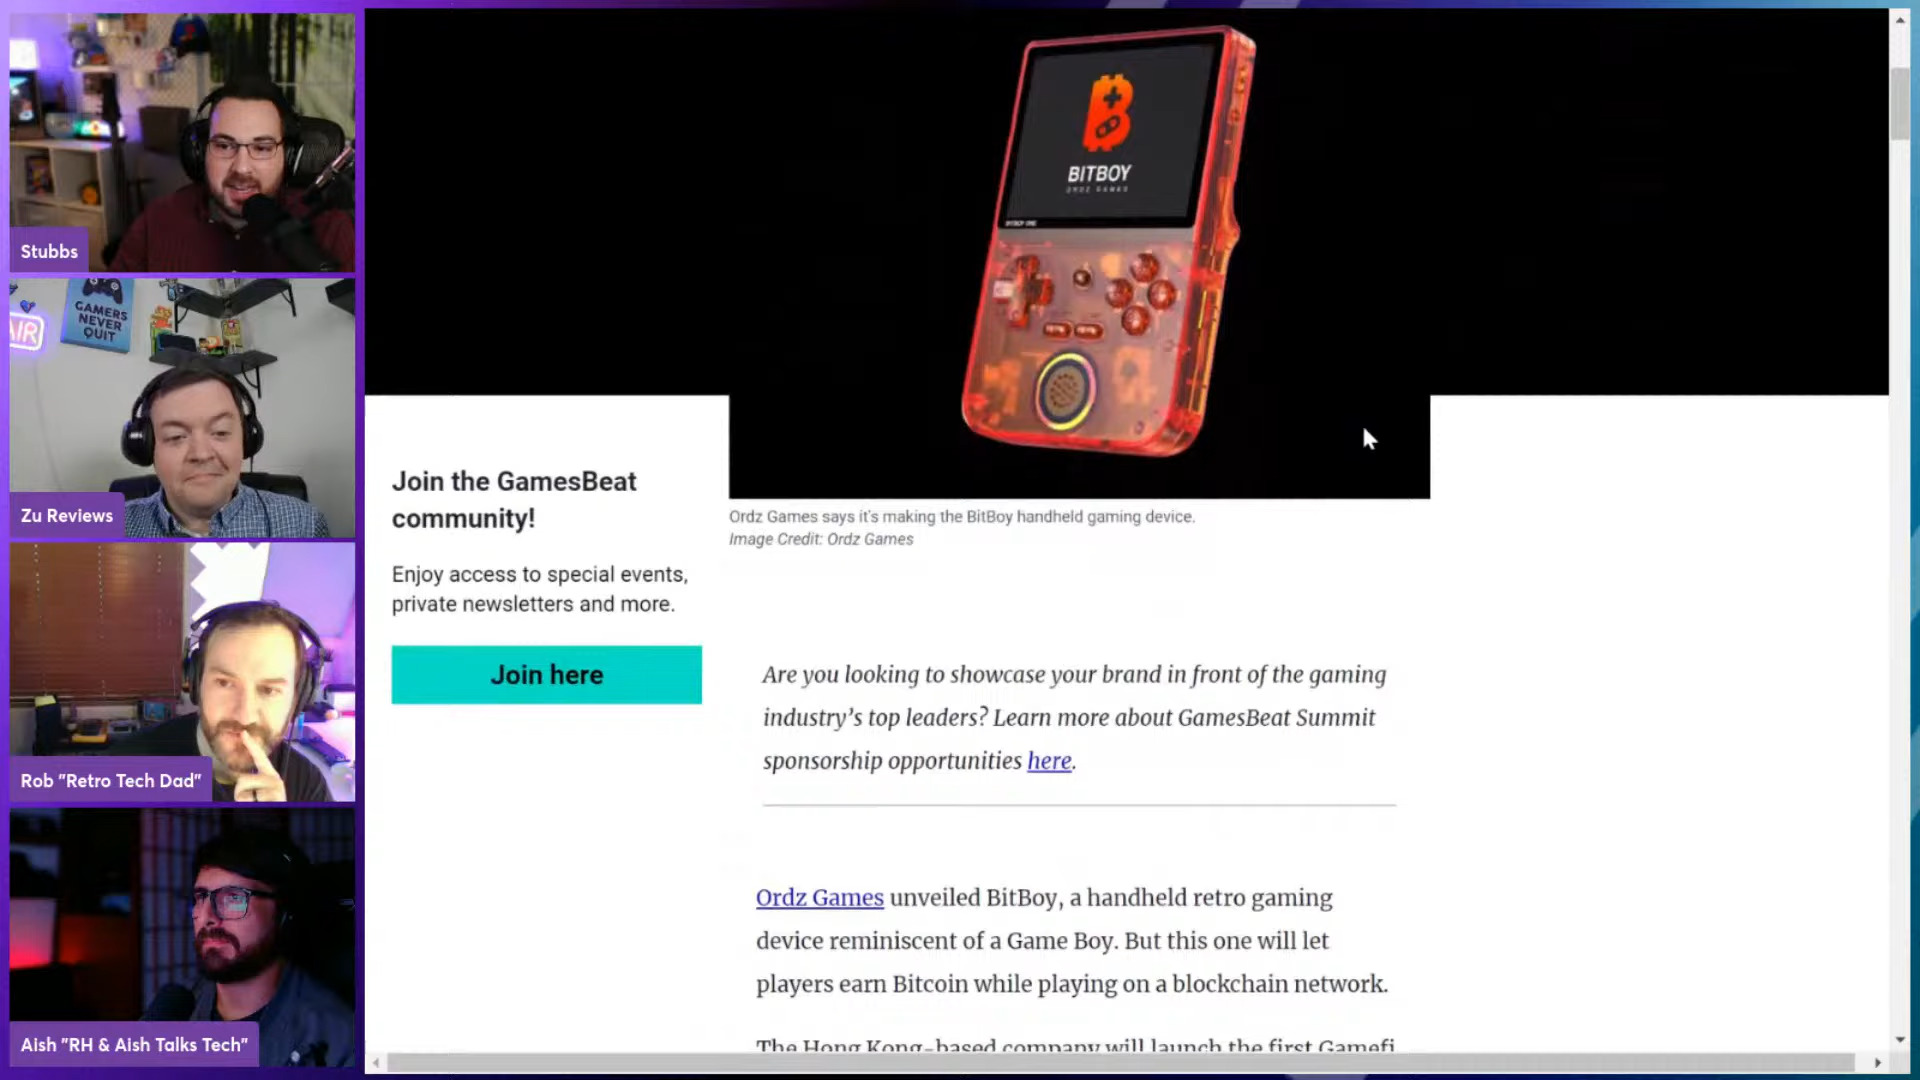 Stubbs
AIR
GAMERS
NEVER
QUIT
Zu Reviews
Rob "Retro Tech Dad"
Aish "RH & Aish Talks Tech"
BITBOY
ORDZ GAMES
Join the GamesBeat
community!
Enjoy access to special events,
private newsletters and more.
Join here
Ordz Games says it's making the BitBoy handheld gaming device.
Image Credit: Ordz Games
Are you looking to showcase your brand in front of the gaming
industry's top leaders? Learn more about GamesBeat Summit
sponsorship opportunities here.
Ordz Games unveiled BitBoy, a handheld retro gaming
device reminiscent of a Game Boy. But this one will let
players earn Bitcoin while playing on a blockchain network.
The Hong Kong-based company will launch the first Gamefi